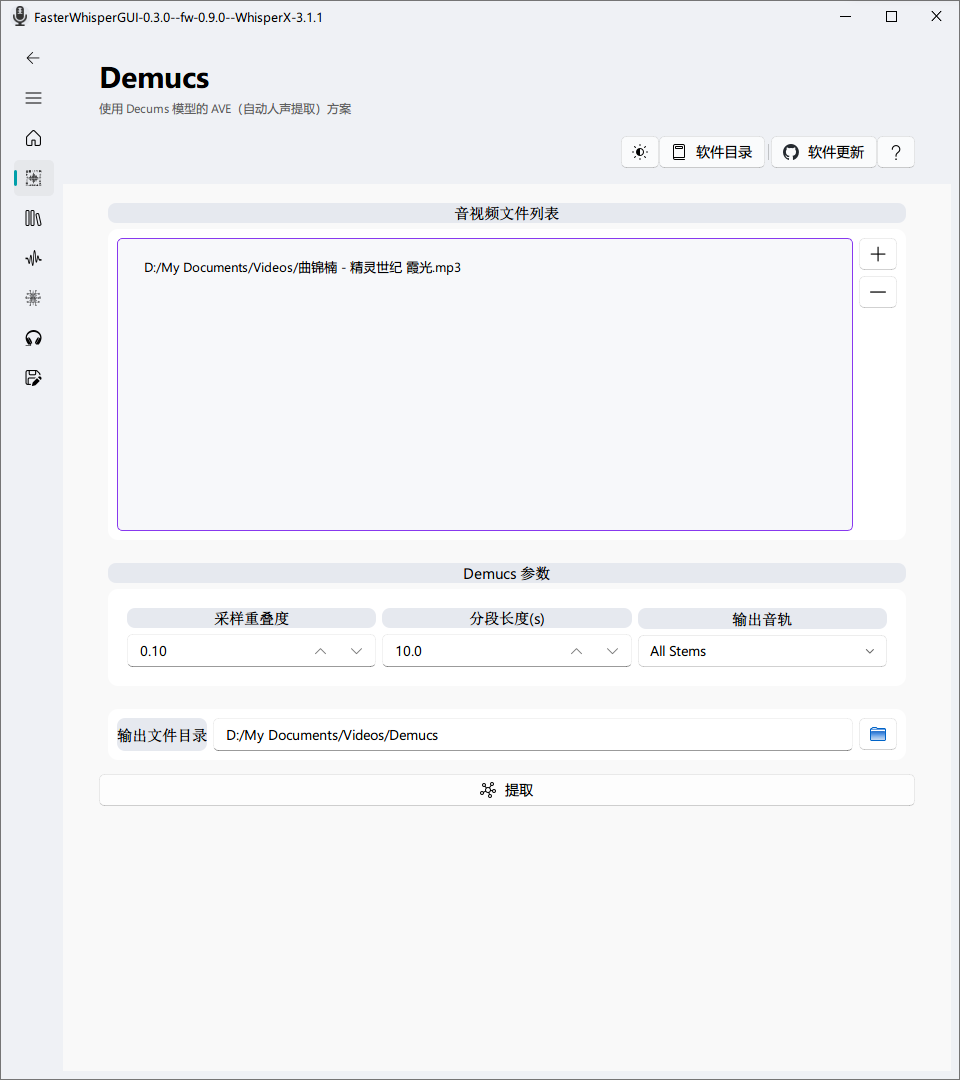 FasterWhisperGUI-0.3.0--fw-0.9.0--WhisperX-3.1.1
Demucs
使用 Decums 模型的 AVE（自动人声提取）方案
软件目录
软件更新
?
音视频文件列表
D:/My Documents/Videos/曲锦楠 - 精灵世纪 霞光.mp3
Demucs 参数
采样重叠度
分段长度(s)
输出音轨
0.10
10.0
All Stems
输出文件目录
D:/My Documents/Videos/Demucs
提取